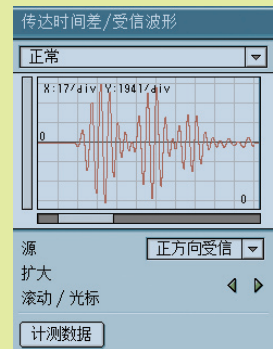 传达时间差/受信波形
正常
X:17/div Y:1941/div
0
0
源 正方向受信
扩大
滚动 / 光标
计测数据